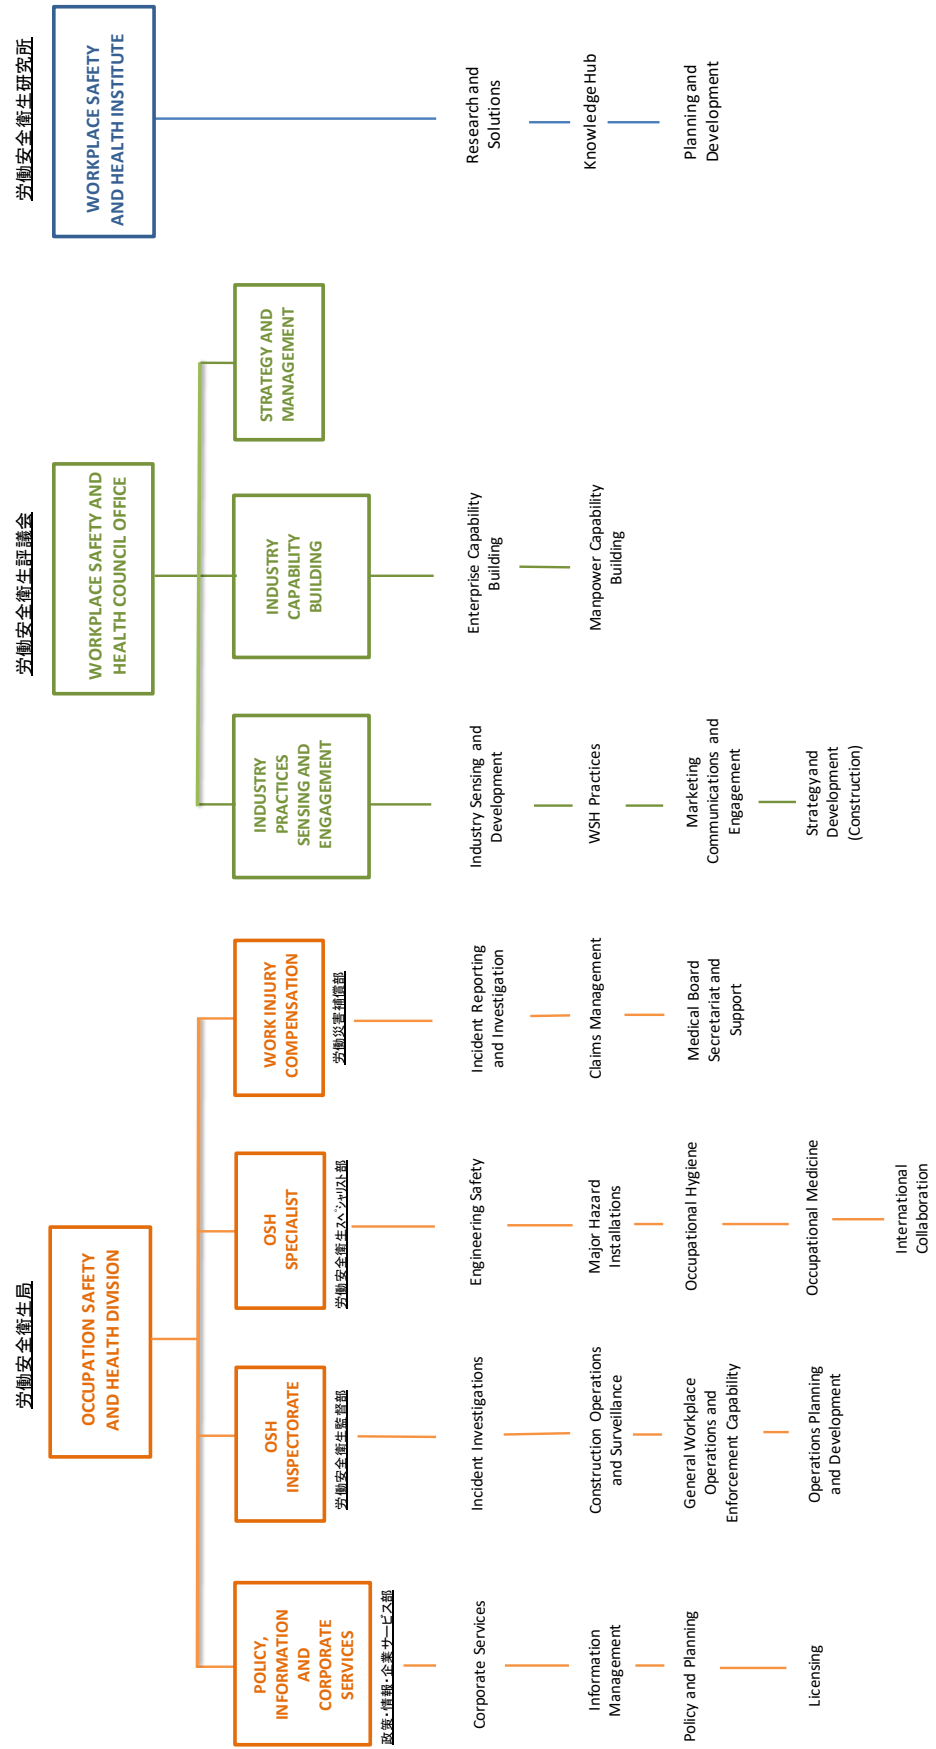 労働安全衛生局
OCCUPATION SAFETY
AND HEALTH DIVISION
POLICY,
INFORMATION
AND
CORPORATE
SERVICES
政策・情報・企業サービス部
Corporate Services
Information
Management
Policy and Planning
Licensing
OSH
INSPECTORATE
労働安全衛生監督部
Incident Investigations
Construction Operations
and Surveillance
General Workplace
Operations and
Enforcement Capability
Operations Planning
and Development
OSH
SPECIALIST
労働安全衛生スペシャリスト部
Engineering Safety
Major Hazard
Installations
Occupational Hygiene
Occupational Medicine
International
Collaboration
WORK INJURY
COMPENSATION
労働災害補償部
Incident Reporting
and Investigation
Claims Management
Medical Board
Secretariat and
Support
労働安全衛生評議会
WORKPLACE SAFETY AND
HEALTH COUNCIL OFFICE
INDUSTRY
PRACTICES
SENSING AND
ENGAGEMENT
Industry Sensing and
Development
WSH Practices
Marketing
Communications and
Engagement
Strategy and
Development
(Construction)
INDUSTRY
CAPABILITY
BUILDING
Enterprise Capability
Building
Manpower Capability
Building
STRATEGY AND
MANAGEMENT
労働安全衛生研究所
WORKPLACE SAFETY
AND HEALTH INSTITUTE
Research and
Solutions
Knowledge Hub
Planning and
Development